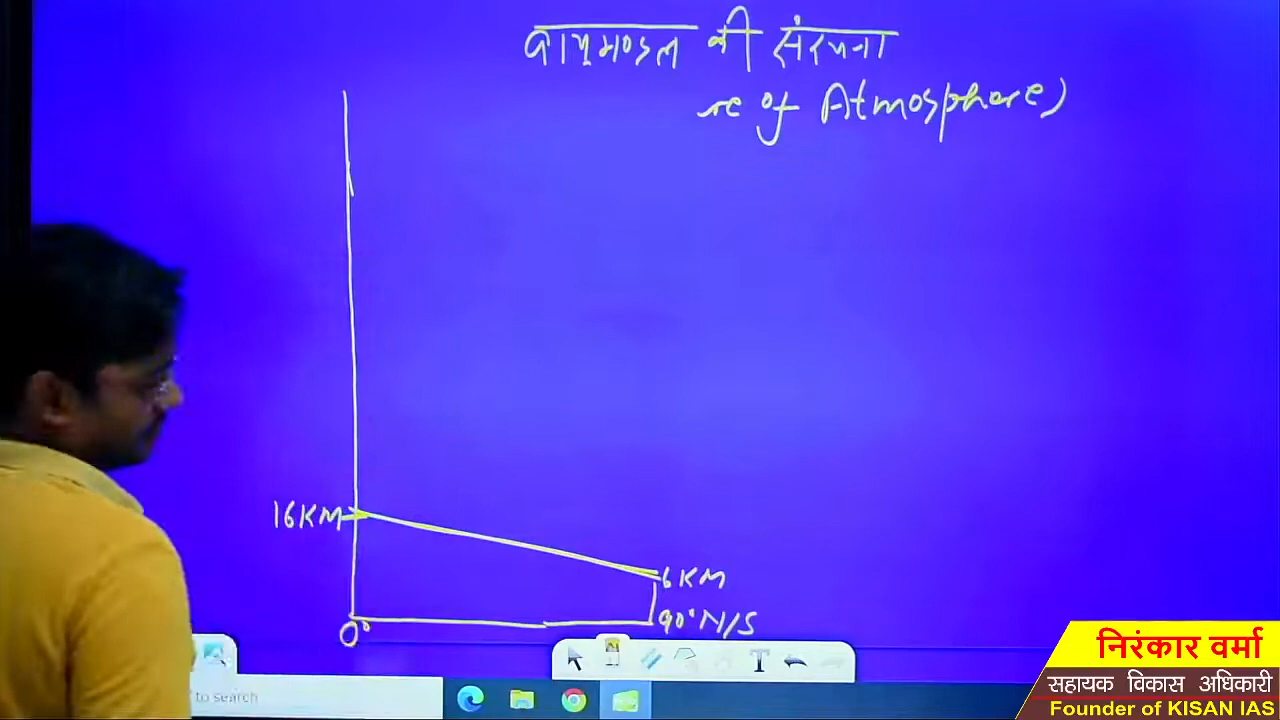 वायुमण्डल की संरचना
re of Atmosphere)
16KM
6KM
0°
90°N/S
to search
T
निरंकार वर्मा
सहायक विकास अधिकारी
Founder of KISAN IAS